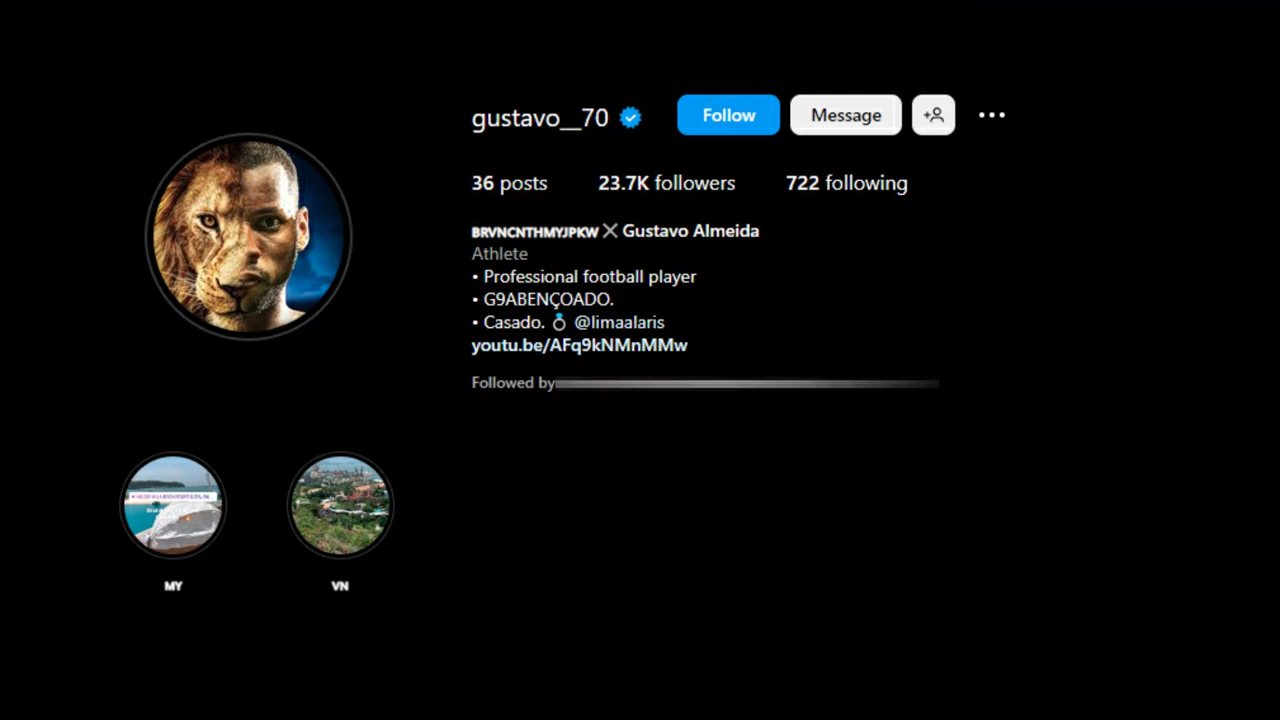 gustavo__70 Follow Message
36 posts 23.7K followers 722 following
BRVNCNTHMYJPKW Gustavo Almeida
Athlete
• Professional football player
• G9ABENÇOADO.
• Casado. 💍 @limaalaris
youtu.be/AFq9kNMnMMw
Followed by
MY VN